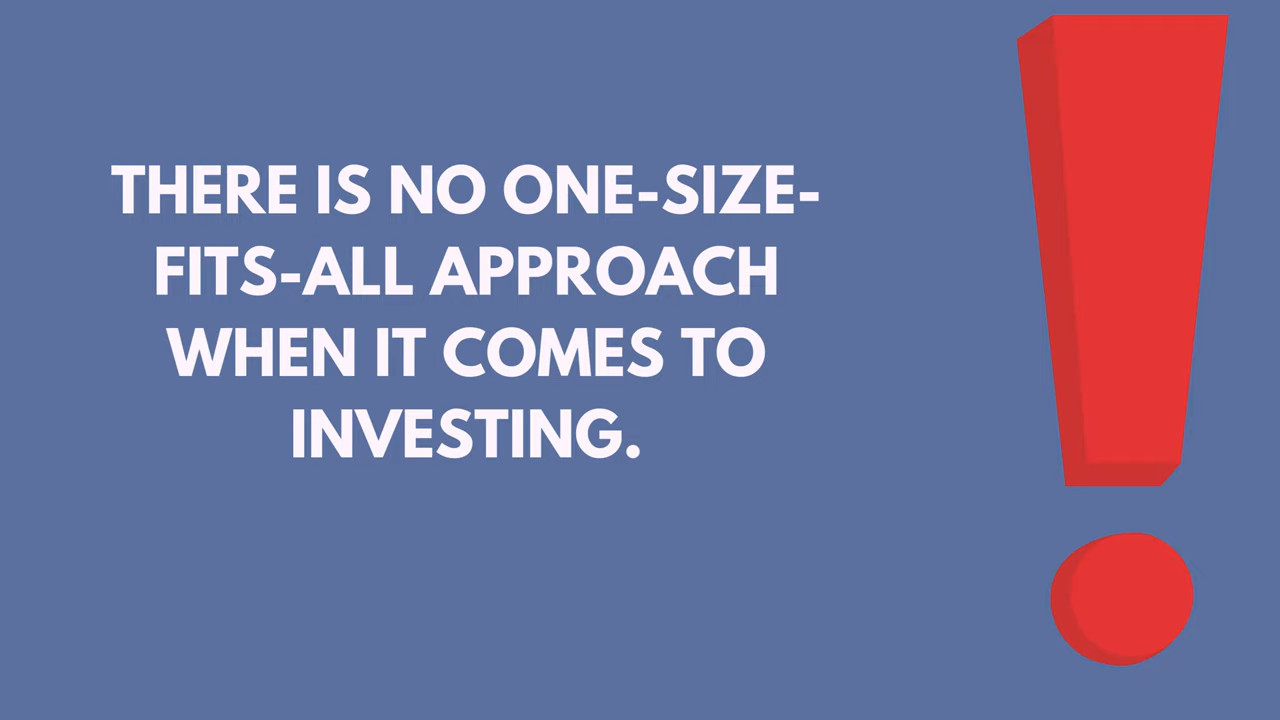 THERE IS NO ONE-SIZE-
FITS-ALL APPROACH
WHEN IT COMES TO
INVESTING.